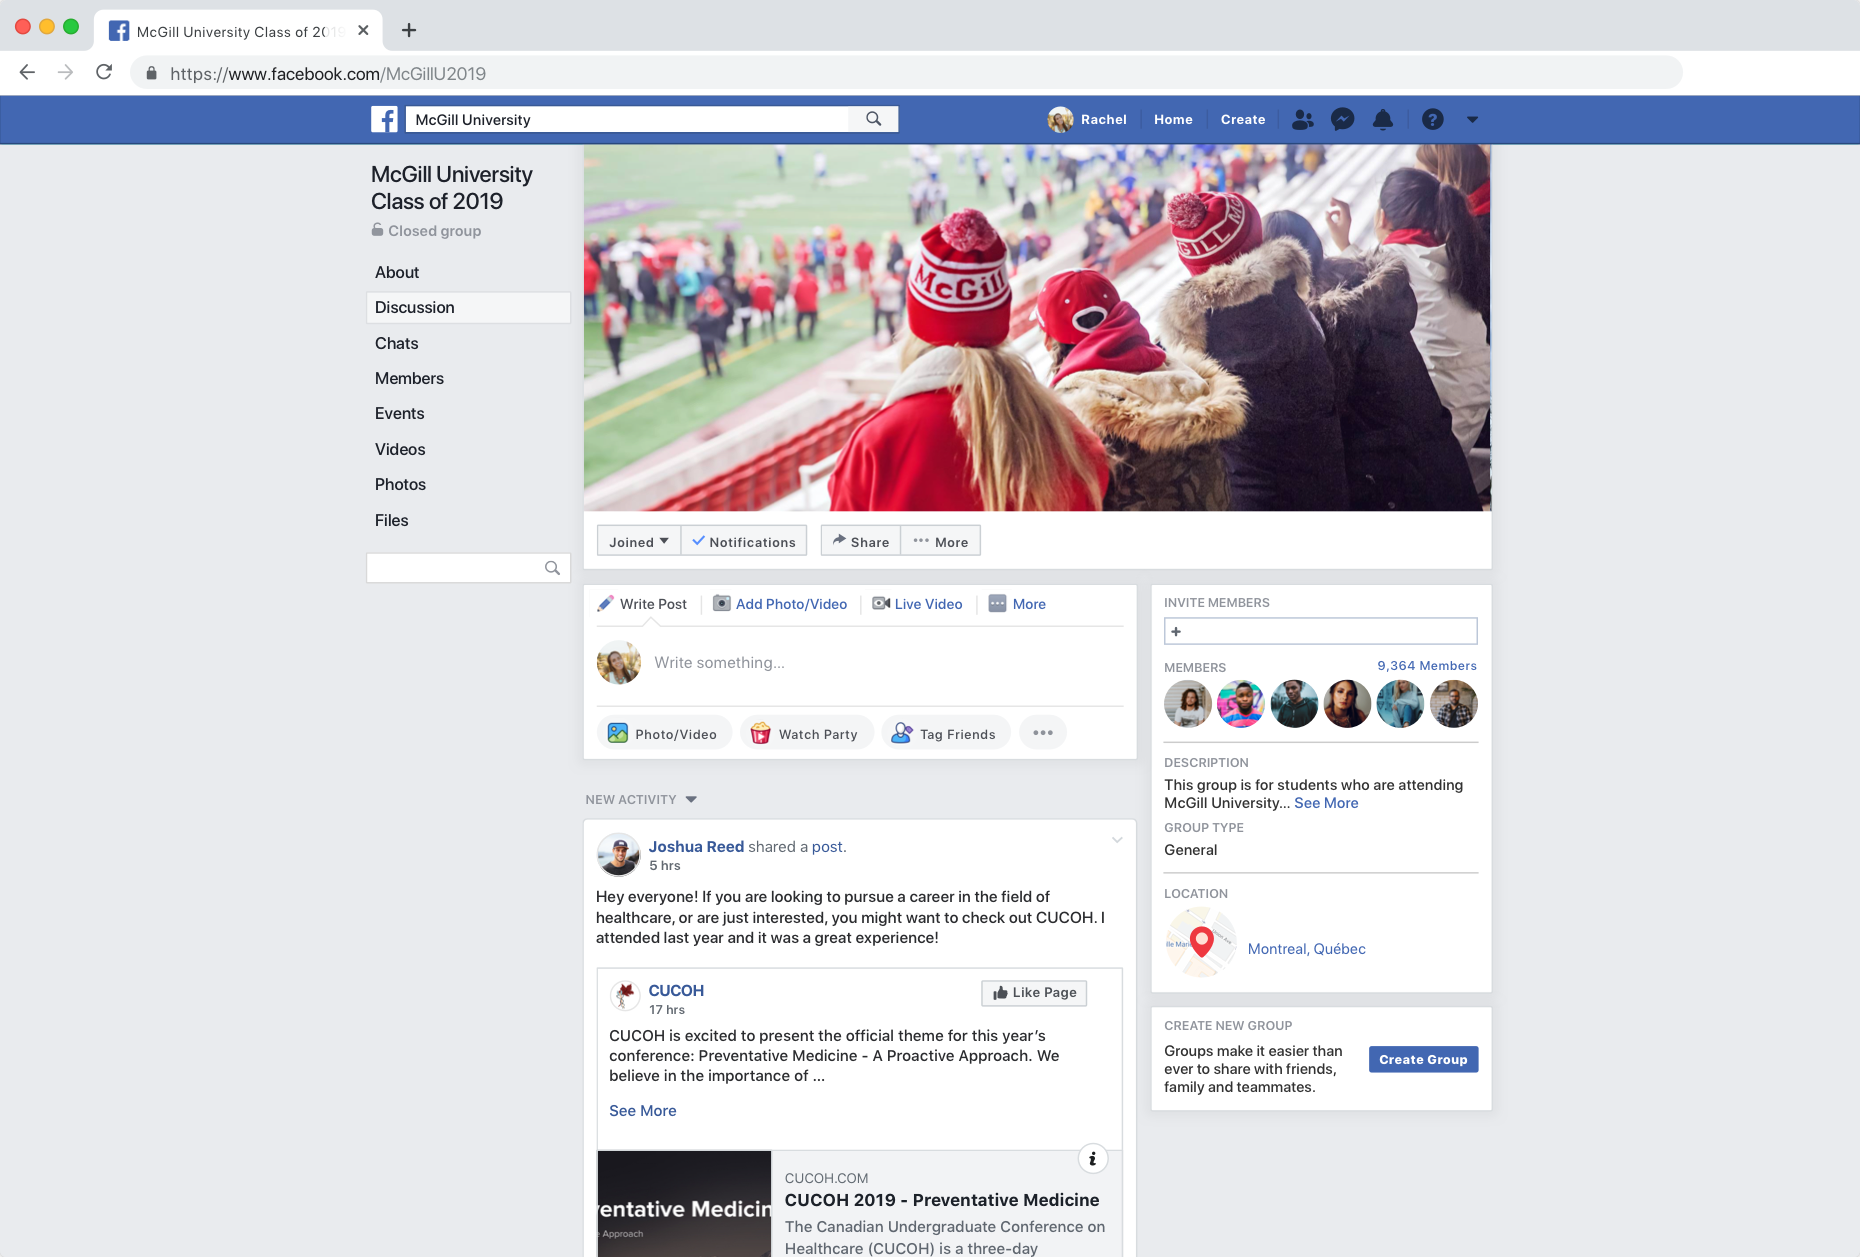 McGill University Class of 2019
https://www.facebook.com/McGillU2019
McGill University
Rachel
Home
Create
McGill University
Class of 2019
Closed group
About
Discussion
Chats
Members
Events
Videos
Photos
Files
McGill
GILL
M
Joined
Notifications
Share
More
Write Post
Add Photo/Video
Live Video
More
Write something...
Photo/Video
Watch Party
Tag Friends
NEW ACTIVITY
Joshua Reed shared a post.
5 hrs
Hey everyone! If you are looking to pursue a career in the field of
healthcare, or are just interested, you might want to check out CUCOH. I
attended last year and it was a great experience!
CUCOH
17 hrs
Like Page
CUCOH is excited to present the official theme for this year's
conference: Preventative Medicine - A Proactive Approach. We
believe in the importance of ...
See More
entative Medicin
Approach
CUCOH.COM
CUCOH 2019 - Preventative Medicine
The Canadian Undergraduate Conference on
Healthcare (CUCOH) is a three-day
INVITE MEMBERS
+
MEMBERS
9,364 Members
DESCRIPTION
This group is for students who are attending
McGill University... See More
GROUP TYPE
General
LOCATION
lle Mari
Union Ave
Montreal, Québec
CREATE NEW GROUP
Groups make it easier than
ever to share with friends,
family and teammates.
Create Group